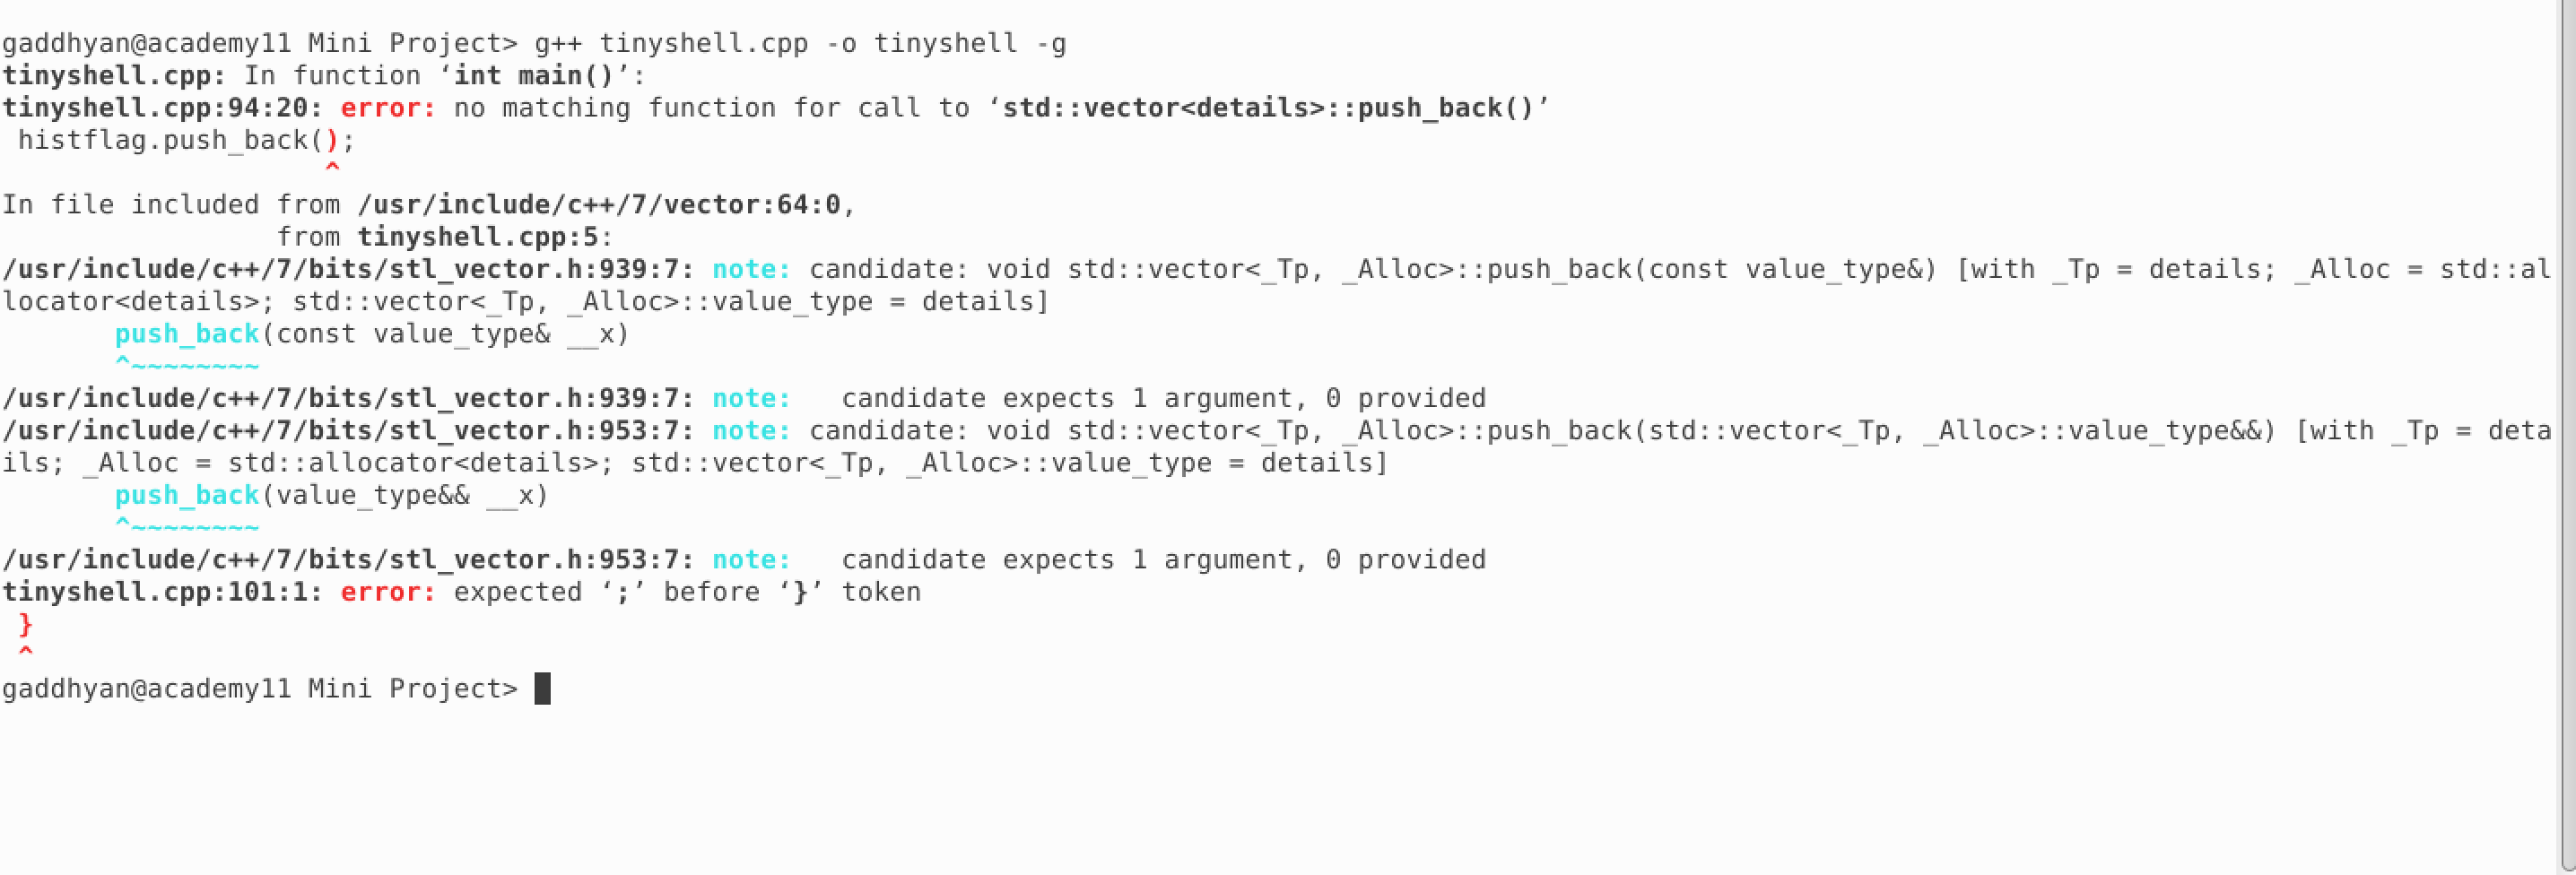 gaddhyan@academy11 Mini Project> g++ tinyshell.cpp -o tinyshell -g
tinyshell.cpp: In function ‘int main()’:
tinyshell.cpp:94:20: error: no matching function for call to ‘std::vector<details>::push_back()’
 histflag.push_back();
                    ^
In file included from /usr/include/c++/7/vector:64:0,
                 from tinyshell.cpp:5:
/usr/include/c++/7/bits/stl_vector.h:939:7: note: candidate: void std::vector<_Tp, _Alloc>::push_back(const value_type&) [with _Tp = details; _Alloc = std::al
locator<details>; std::vector<_Tp, _Alloc>::value_type = details]
       push_back(const value_type& __x)
       ^~~~~~~~~
/usr/include/c++/7/bits/stl_vector.h:939:7: note:   candidate expects 1 argument, 0 provided
/usr/include/c++/7/bits/stl_vector.h:953:7: note: candidate: void std::vector<_Tp, _Alloc>::push_back(std::vector<_Tp, _Alloc>::value_type&&) [with _Tp = deta
ils; _Alloc = std::allocator<details>; std::vector<_Tp, _Alloc>::value_type = details]
       push_back(value_type&& __x)
       ^~~~~~~~~
/usr/include/c++/7/bits/stl_vector.h:953:7: note:   candidate expects 1 argument, 0 provided
tinyshell.cpp:101:1: error: expected ‘;’ before ‘}’ token
 }
 ^
gaddhyan@academy11 Mini Project>